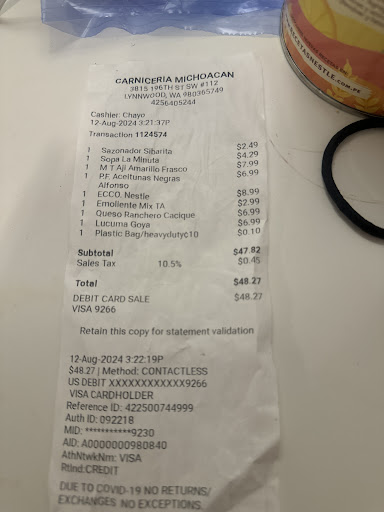 CARNICERIA MICHOACAN
3815 196TH ST SW #112
LYNNWOOD, WA 980365749
4256405244
Cashier: Chayo
12-Aug-2024 3:21:37P
Transaction 1124574
1 Sazonador Sibarita $2.49
1 Sopa La Minuta $4.29
1 M T Aji Amarillo Frasco $7.99
1 P.F. Aceitunas Negras $6.99
Alfonso
1 ECCO. Nestle $8.99
1 Emoliente Mix TA $2.99
1 Queso Ranchero Cacique $6.99
1 Lucuma Goya $6.99
1 Plastic Bag/heavydutyc10 $0.10
Subtotal $47.82
Sales Tax 10.5% $0.45
Total $48.27
DEBIT CARD SALE $48.27
VISA 9266
Retain this copy for statement validation
12-Aug-2024 3:22:19P
$48.27 | Method: CONTACTLESS
US DEBIT XXXXXXXXXXXX9266
VISA CARDHOLDER
Reference ID: 422500744999
Auth ID: 092218
MID: ***********9230
AID: A0000000980840
AthNtwkNm: VISA
RtInd:CREDIT
DUE TO COVID-19 NO RETURNS/
EXCHANGES NO EXCEPTIONS.
RECETASNESTLE.COM.PE